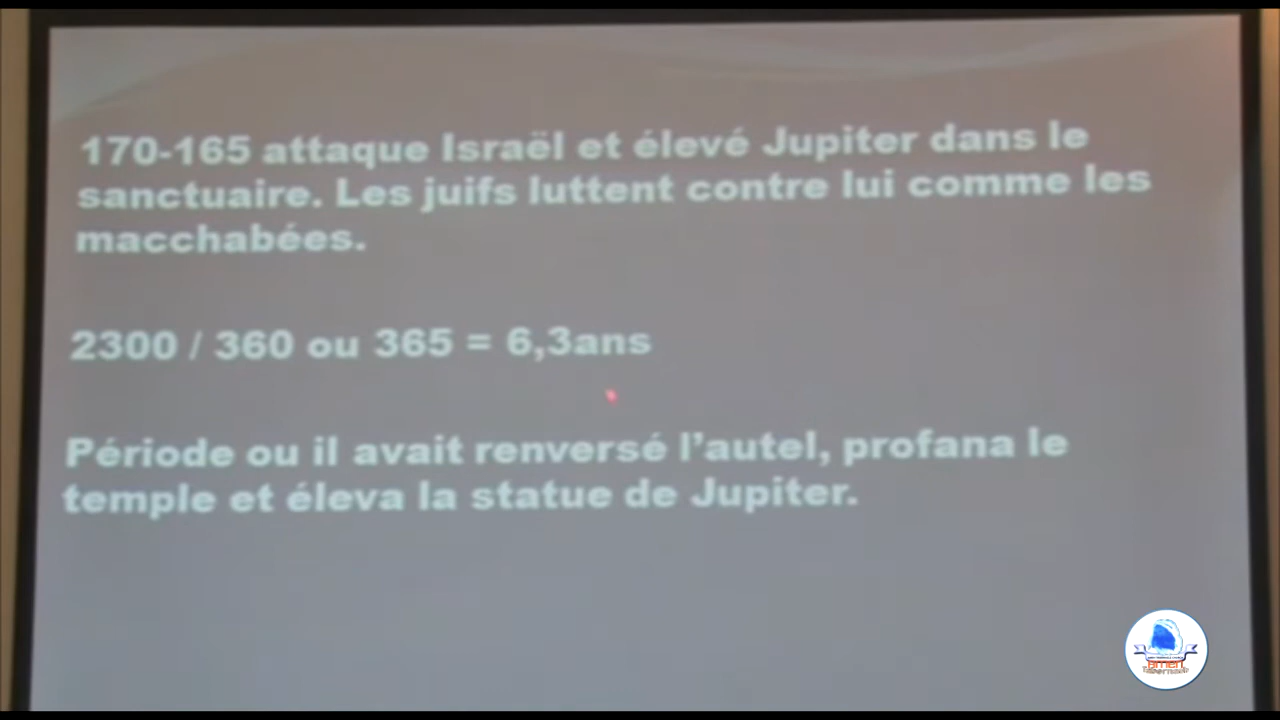 170-165 attaque Israël et élevé Jupiter dans le
sanctuaire. Les juifs luttent contre lui comme les
macchabées.
2300 / 360 ou 365 = 6,3ans
Période ou il avait renversé l’autel, profana le
temple et éleva la statue de Jupiter.